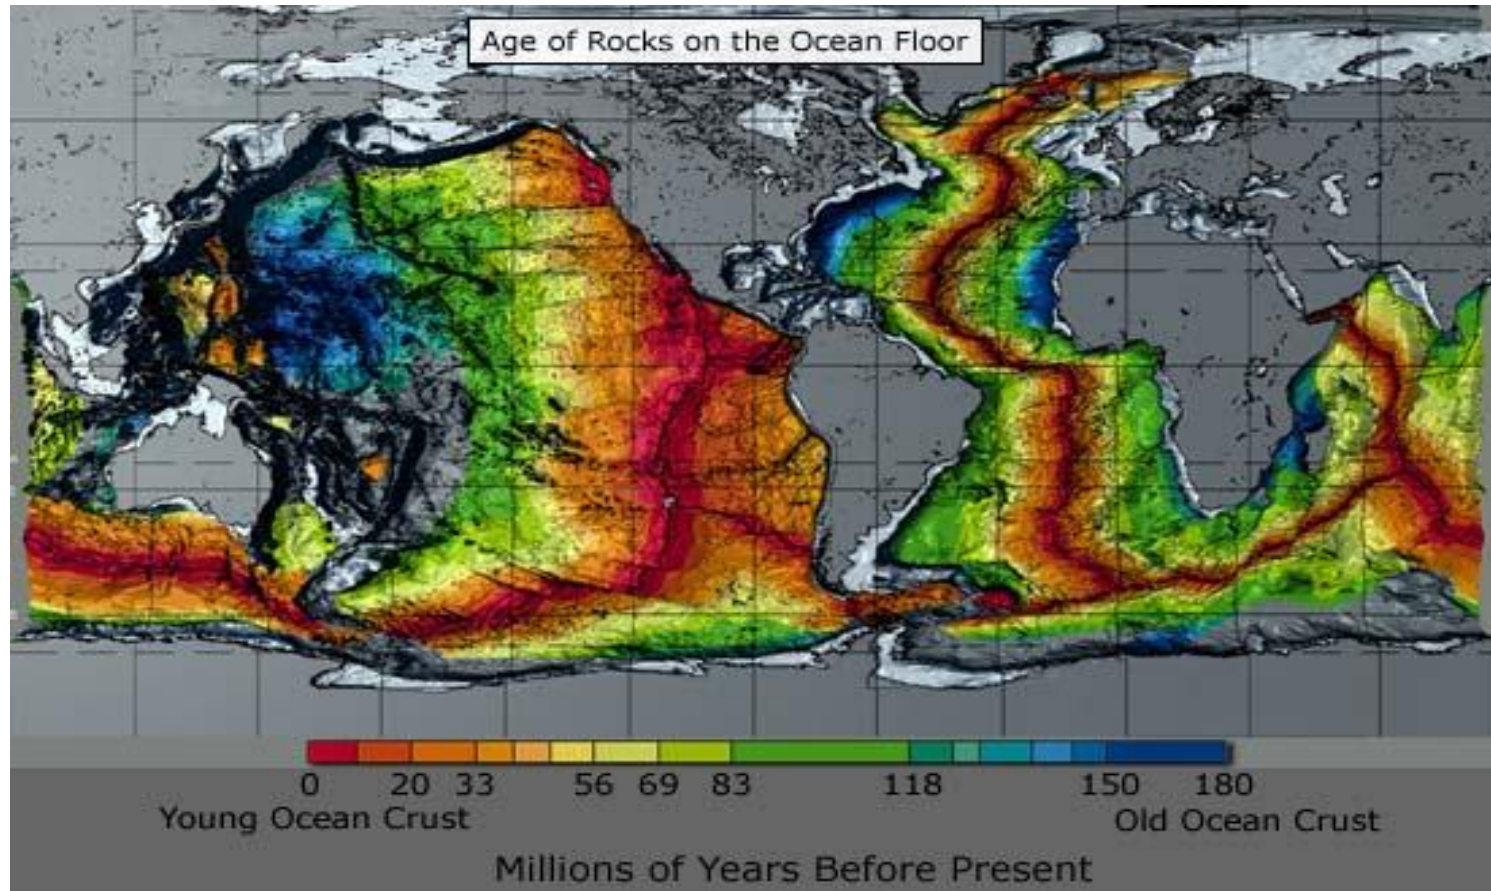 Age of Rocks on the Ocean Floor
0 20 33 56 69 83 118 150 180
Young Ocean Crust Old Ocean Crust
Millions of Years Before Present